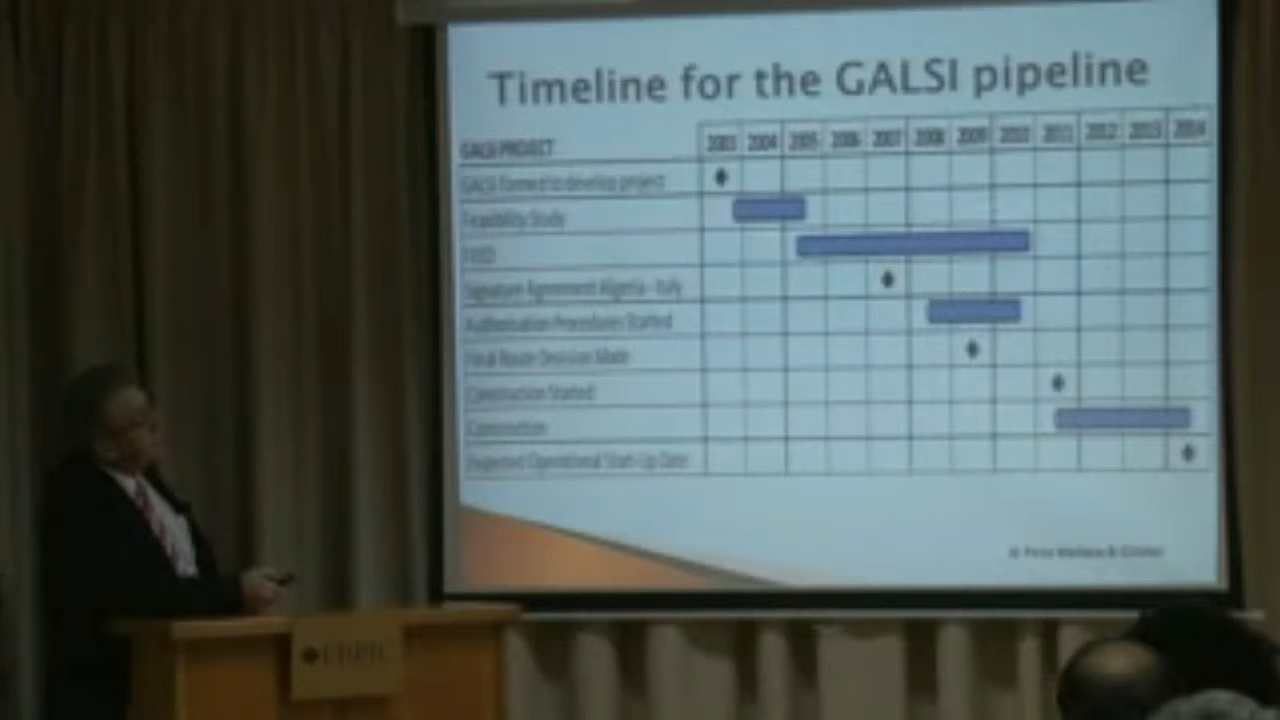 Timeline for the GALSI pipeline
GALSI PROJECT 2003 2004 2005 2006 2007 2008 2009 2010 2011 2012 2013 2014
GALSI formed to develop project
Feasibility Study
FEED
Signature Agreement Algeria - Italy
Authorisation Procedures Started
Final Route Decision Made
Construction Started
Expected Operational Start-Up Date